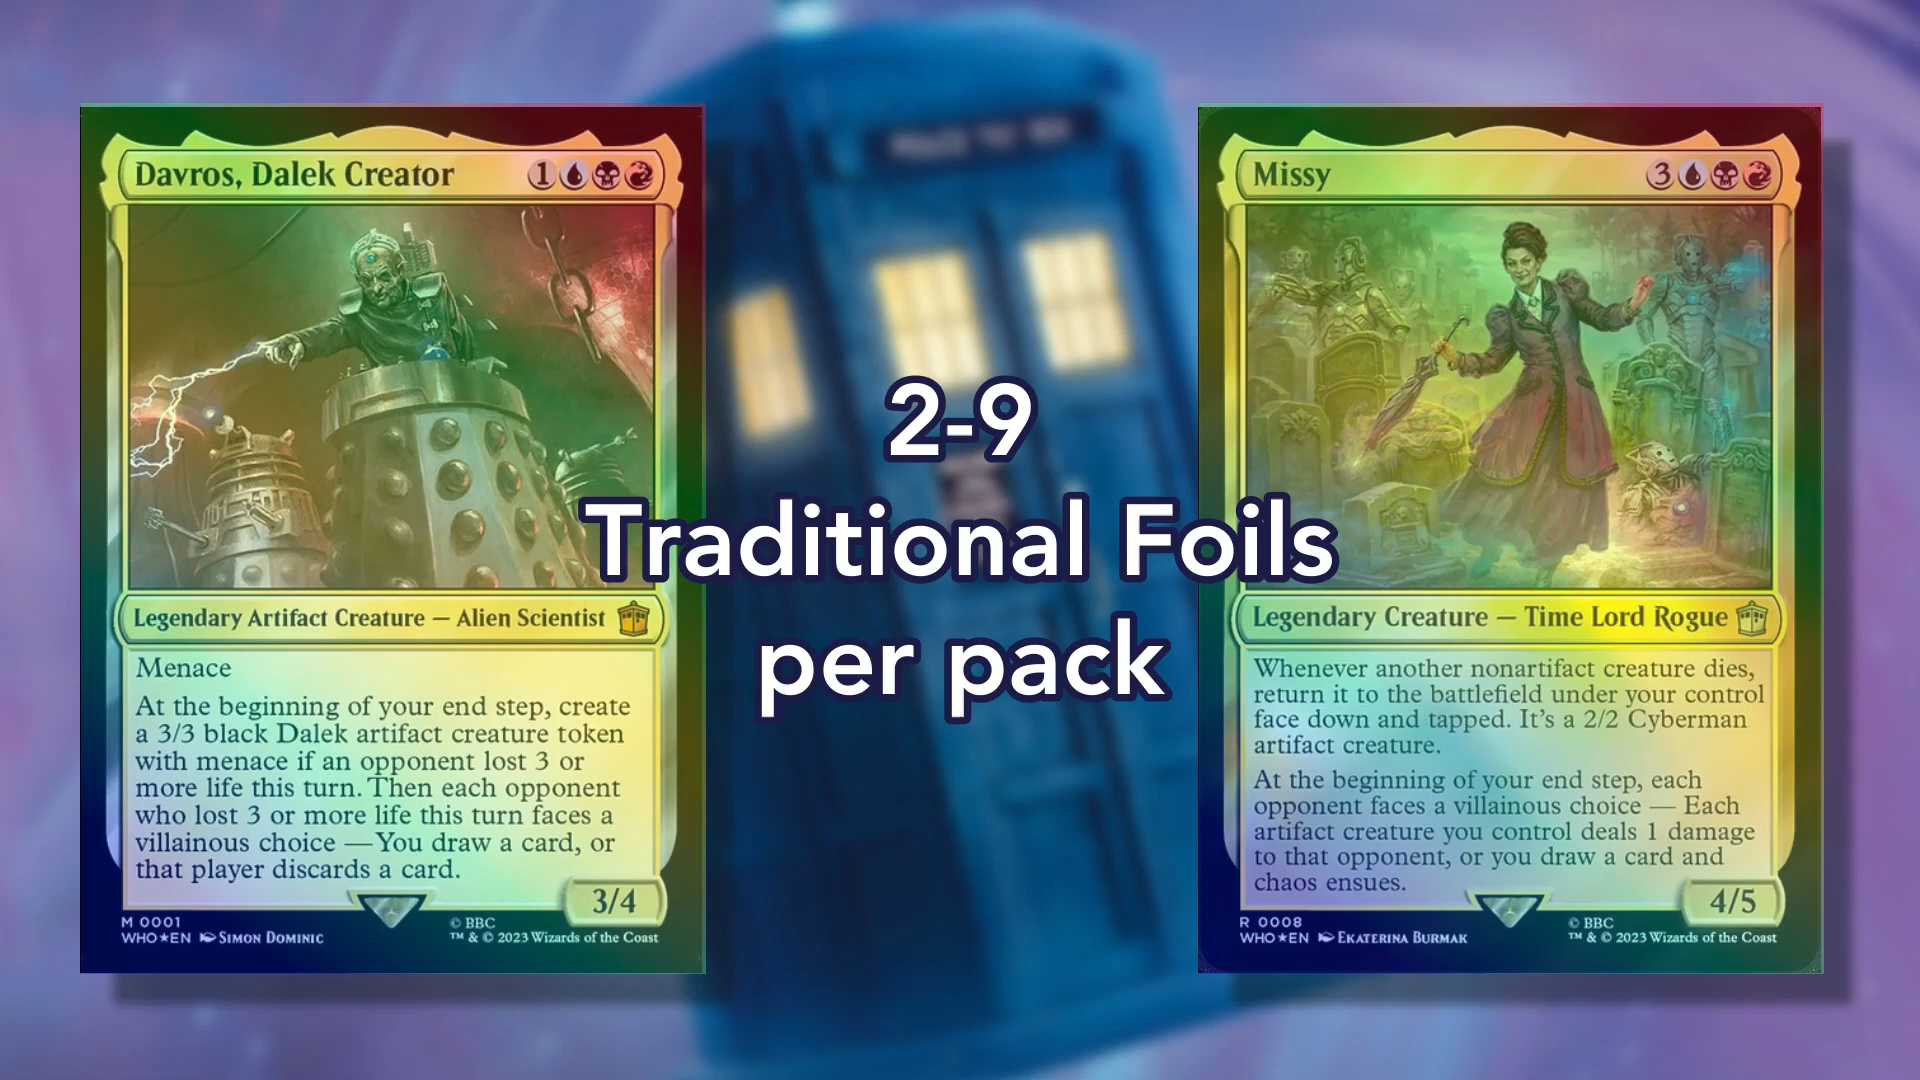 Davros, Dalek Creator
1
Legendary Artifact Creature — Alien Scientist
Menace
At the beginning of your end step, create
a 3/3 black Dalek artifact creature token
with menace if an opponent lost 3 or
more life this turn. Then each opponent
who lost 3 or more life this turn faces a
villainous choice — You draw a card, or
that player discards a card.
3/4
M 0001
WHO★EN SIMON DOMINIC
© BBC
™ & © 2023 Wizards of the Coast
2-9
Traditional Foils
per pack
Missy
3
Legendary Creature — Time Lord Rogue
Whenever another nonartifact creature dies,
return it to the battlefield under your control
face down and tapped. It's a 2/2 Cyberman
artifact creature.
At the beginning of your end step, each
opponent faces a villainous choice — Each
artifact creature you control deals 1 damage
to that opponent, or you draw a card and
chaos ensues.
4/5
R 0008
WHO★EN EKATERINA BURMAK
© BBC
™ & © 2023 Wizards of the Coast